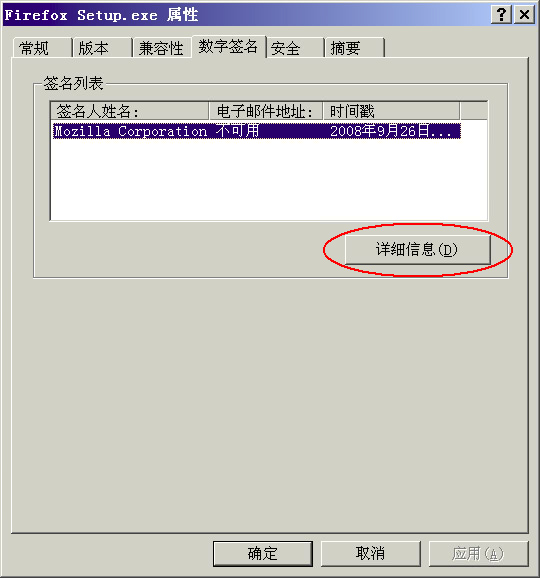 Firefox Setup.exe 属性
常规 版本 兼容性 数字签名 安全 摘要
签名列表
签名人姓名: 电子邮件地址: 时间戳
Mozilla Corporation 不可用 2008年9月26日...
详细信息(D)
确定 取消 应用(A)